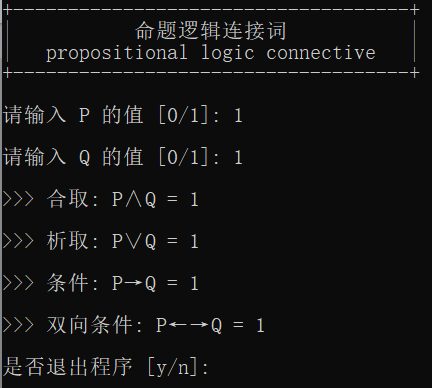 +------------------------------------+
命题逻辑连接词
propositional logic connective
+------------------------------------+
请输入 P 的值 [0/1]: 1
请输入 Q 的值 [0/1]: 1
>>> 合取: P∧Q = 1
>>> 析取: P∨Q = 1
>>> 条件: P→Q = 1
>>> 双向条件: P←→Q = 1
是否退出程序 [y/n]: